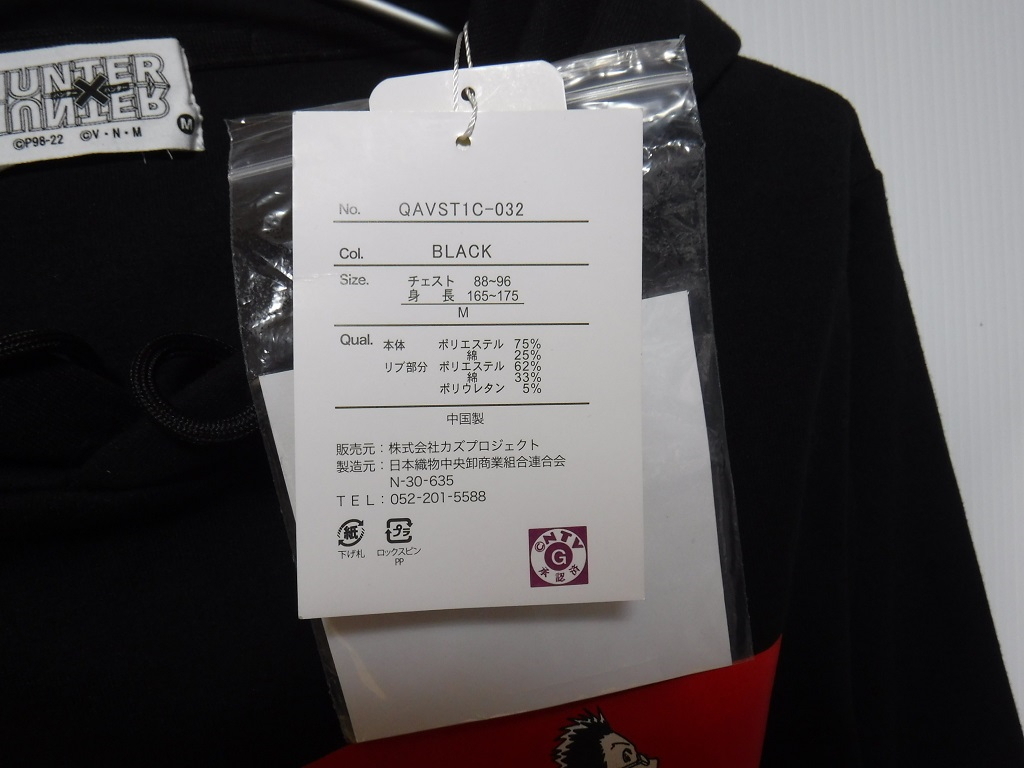 HUNTER
HUNTER
©P98-22 ©V・N・M
M
No. QAVST1C-032
Col. BLACK
Size. チェスト 88~96
身 長 165~175
M
Qual. 本体 ポリエステル 75%
綿 25%
リブ部分 ポリエステル 62%
綿 33%
ポリウレタン 5%
中国製
販売元：株式会社カズプロジェクト
製造元：日本織物中央卸商業組合連合会
N-30-635
ＴＥＬ：052-201-5588
紙
下げ札
プラ
ロックスピン
PP
©NTV
G
承認済